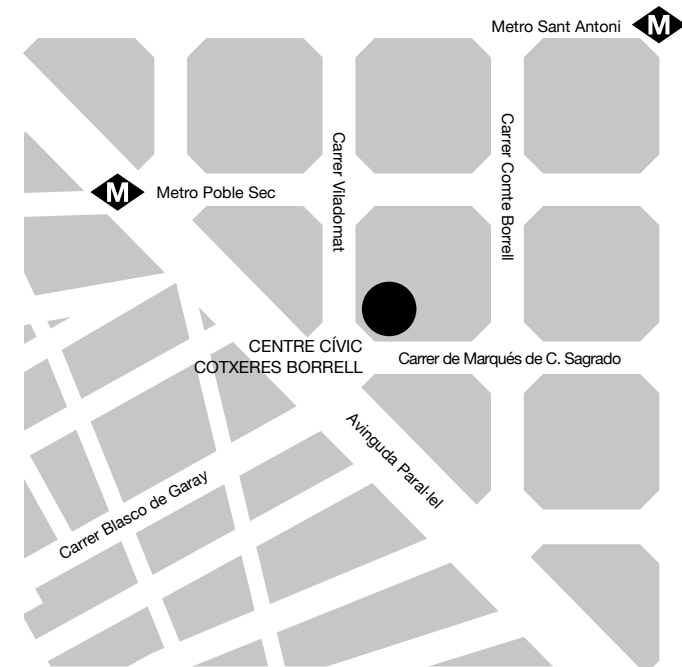 Metro Sant Antoni M
Carrer Viladomat
Carrer Comte Borrell
M Metro Poble Sec
CENTRE CÍVIC
COTXERES BORRELL
Carrer de Marqués de C. Sagrado
Avinguda Paral·lel
Carrer Blasco de Garay